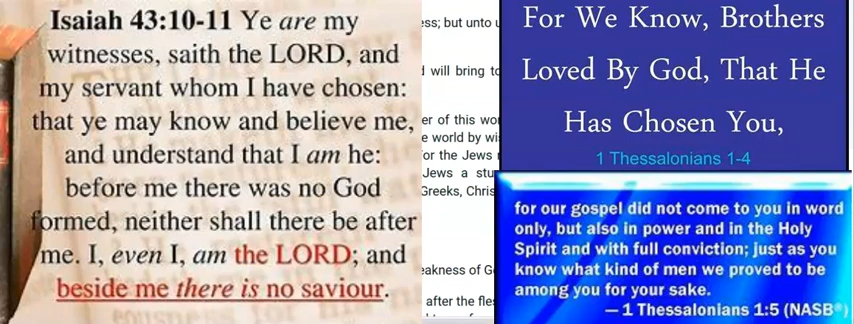 Isaiah 43:10-11 Ye are my
witnesses, saith the LORD, and
my servant whom I have chosen:
that ye may know and believe me,
and understand that I am he:
before me there was no God
formed, neither shall there be after
me. I, even I, am the LORD; and
beside me there is no saviour.
ess; but unto u
d will bring to
er of this wor
e world by wi
for the Jews
Jews a stu
Greeks, Chris
eakness of G
after the fles
For We Know, Brothers
Loved By God, That He
Has Chosen You,
1 Thessalonians 1-4
for our gospel did not come to you in word
only, but also in power and in the Holy
Spirit and with full conviction; just as you
know what kind of men we proved to be
among you for your sake.
— 1 Thessalonians 1:5 (NASB®)